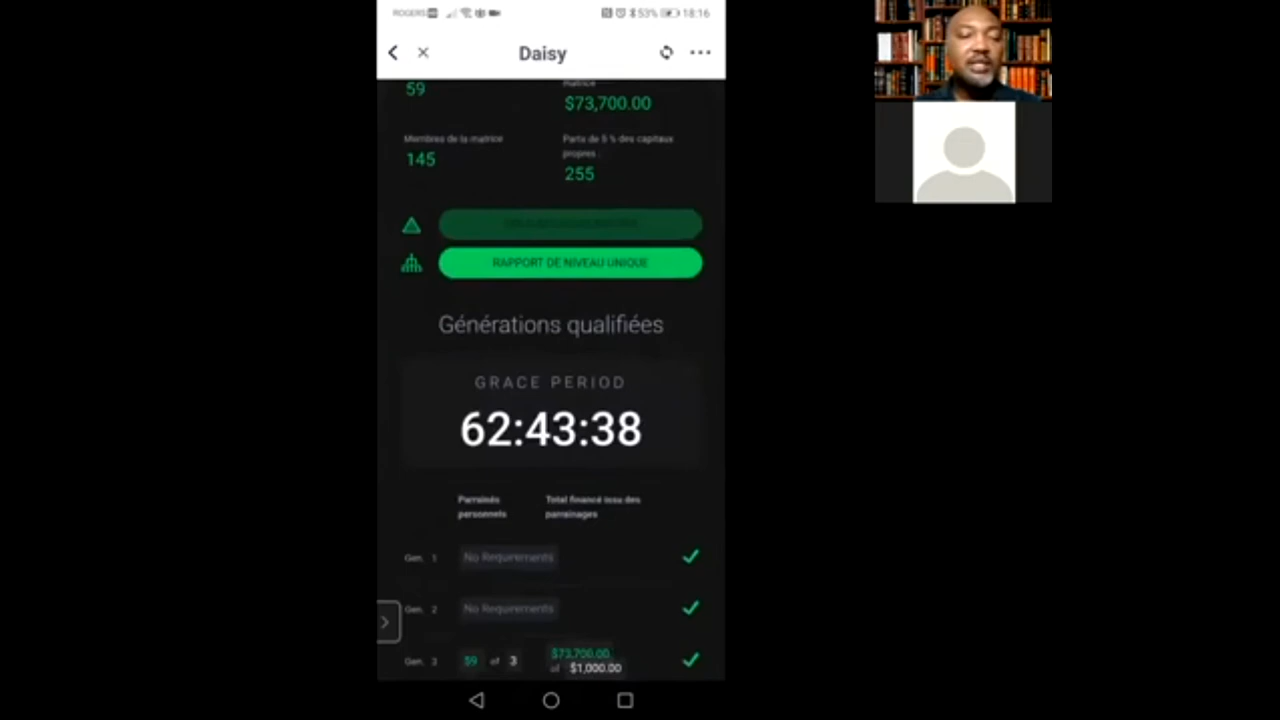 ROGERS 53% 18:16
Daisy
matrice
59
$73,700.00
Membres de la matrice
Parts de 5 % des capitaux
propres :
145
255
RAPPORT DE NIVEAU UNIQUE
Générations qualifiées
GRACE PERIOD
62:43:38
Parrainés
personnels
Total financé issu des
parrainages
Gen. 1 No Requirements
Gen. 2 No Requirements
Gen. 3 59 of 3 $73,700.00
of $1,000.00